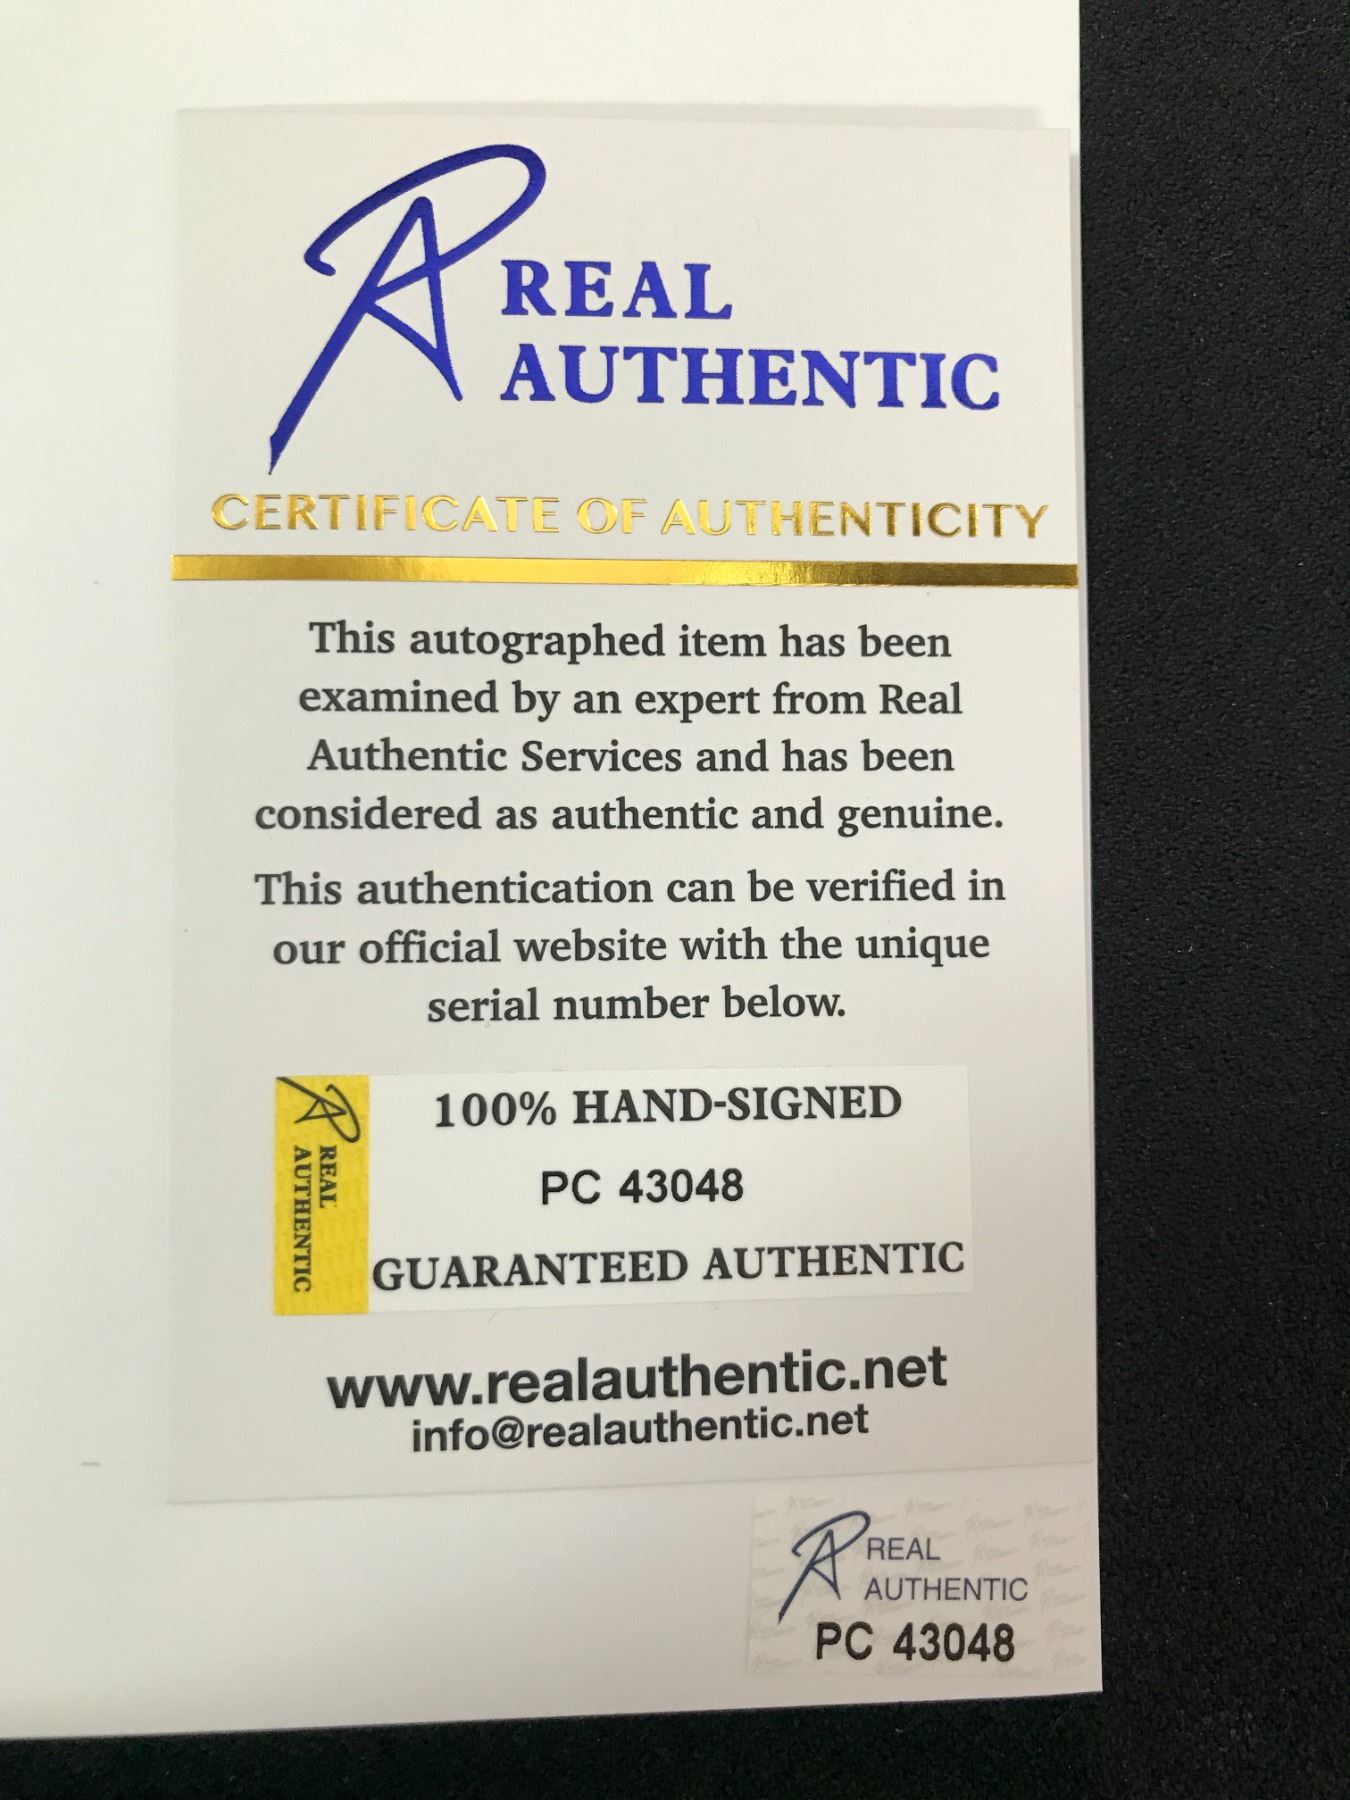 REAL
AUTHENTIC
CERTIFICATE OF AUTHENTICITY
This autographed item has been
examined by an expert from Real
Authentic Services and has been
considered as authentic and genuine.
This authentication can be verified in
our official website with the unique
serial number below.
REAL
AUTHENTIC
100% HAND-SIGNED
PC 43048
GUARANTEED AUTHENTIC
www.realauthentic.net
info@realauthentic.net
REAL
AUTHENTIC
PC 43048